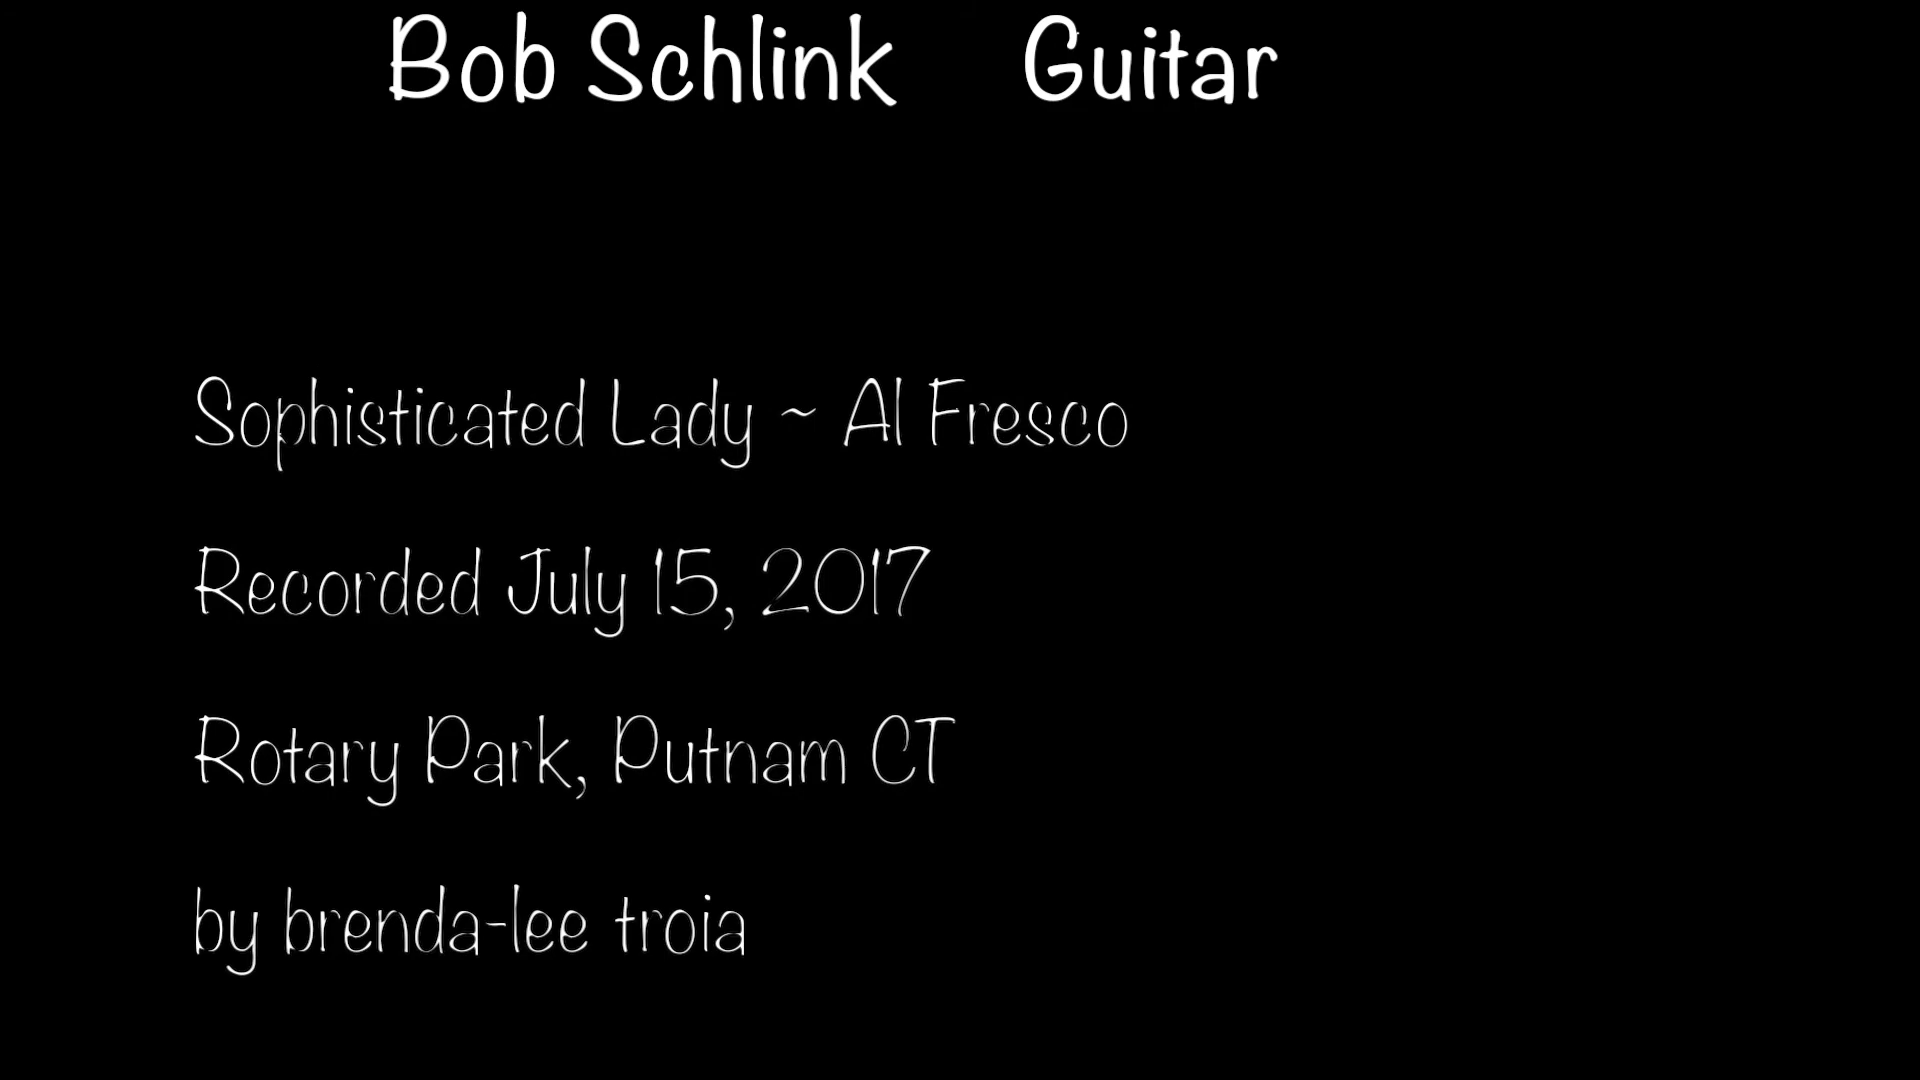 Bob Schlink Guitar
Sophisticated Lady ~ Al Fresco
Recorded July 15, 2017
Rotary Park, Putnam CT
by brenda-lee troia